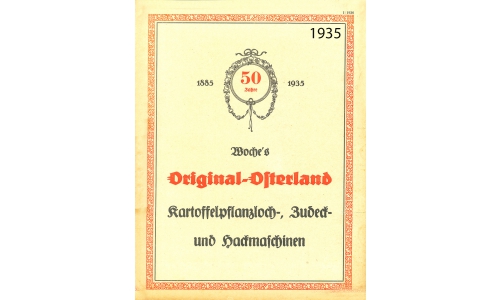 1935
1885 50 1935
Jahre
Woche's
Original-Osterland
Kartoffelpflanzloch-, Zudeck-
und Hackmaschinen